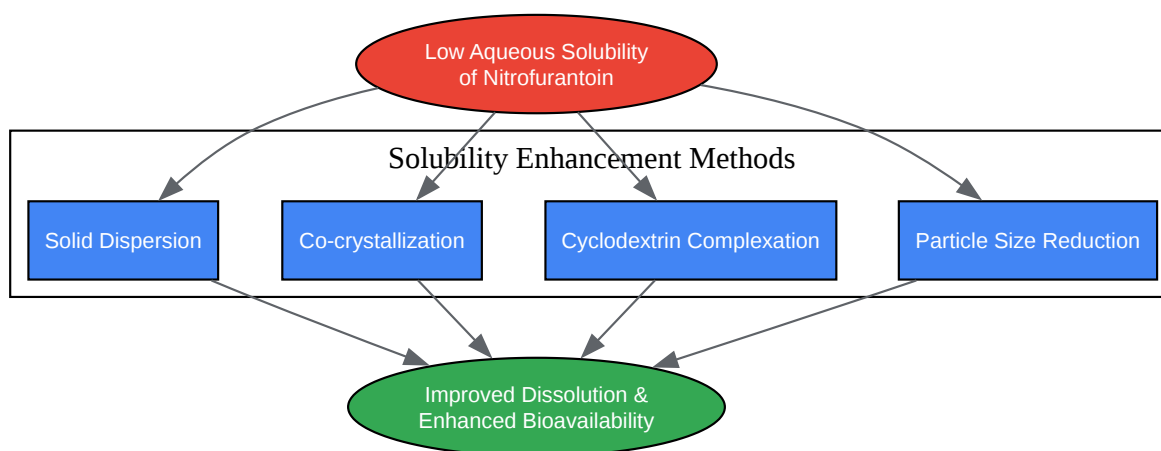 Low Aqueous Solubility
of Nitrofurantoin
Solubility Enhancement Methods
Solid Dispersion
Co-crystallization
Cyclodextrin Complexation
Particle Size Reduction
Improved Dissolution &
Enhanced Bioavailability